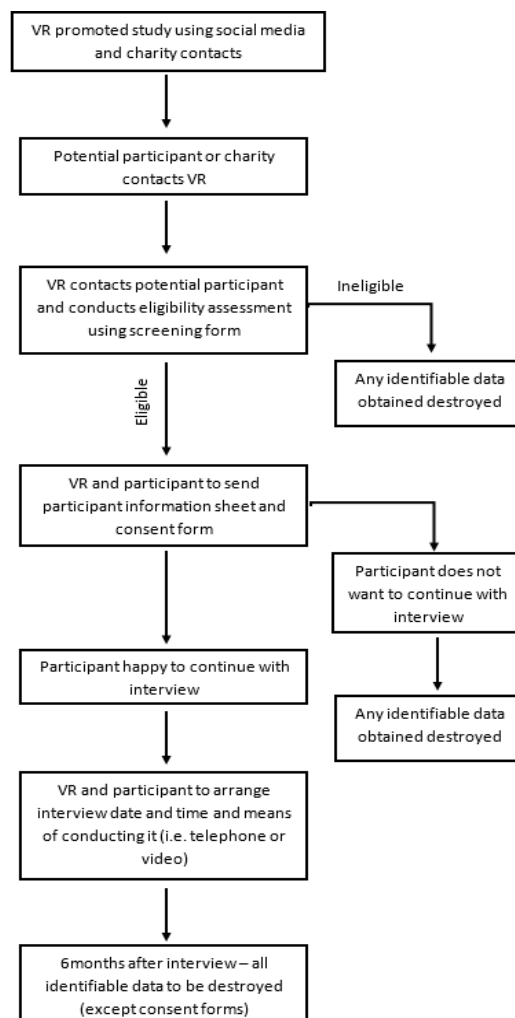 VR promoted study using social media
and charity contacts
Potential participant or charity
contacts VR
VR contacts potential participant
and conducts eligibility assessment
using screening form
Ineligible
Any identifiable data
obtained destroyed
Eligible
VR and participant to send
participant information sheet and
consent form
Participant does not
want to continue with
interview
Participant happy to continue with
interview
Any identifiable data
obtained destroyed
VR and participant to arrange
interview date and time and means
of conducting it (i.e. telephone or
video)
6months after interview – all
identifiable data to be destroyed
(except consent forms)